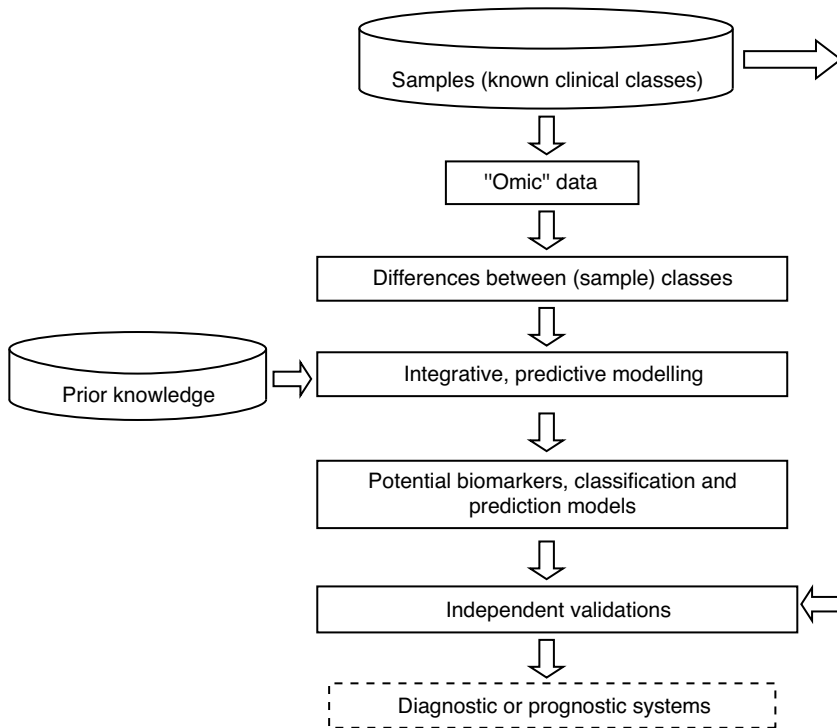 Samples (known clinical classes)
"Omic" data
Differences between (sample) classes
Prior knowledge
Integrative, predictive modelling
Potential biomarkers, classification and
prediction models
Independent validations
Diagnostic or prognostic systems